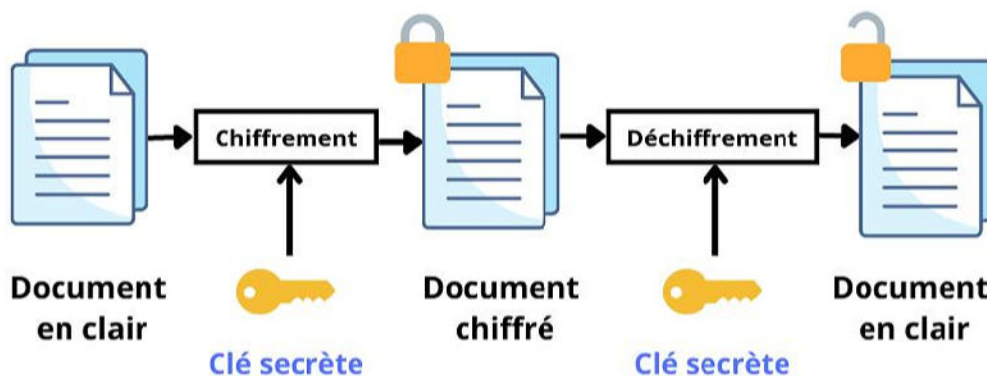 Chiffrement
Déchiffrement
Document
en clair
Clé secrète
Document
chiffré
Clé secrète
Document
en clair